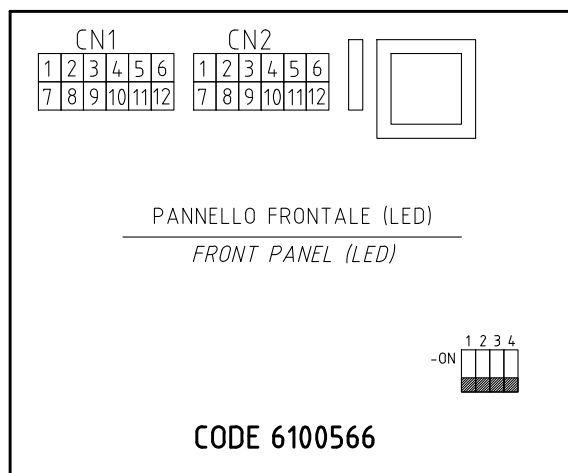 CN1 CN2
1 2 3 4 5 6 1 2 3 4 5 6
7 8 9 10 11 12 7 8 9 10 11 12
PANNELLO FRONTALE (LED)
FRONT PANEL (LED)
1 2 3 4
-ON
CODE 6100566